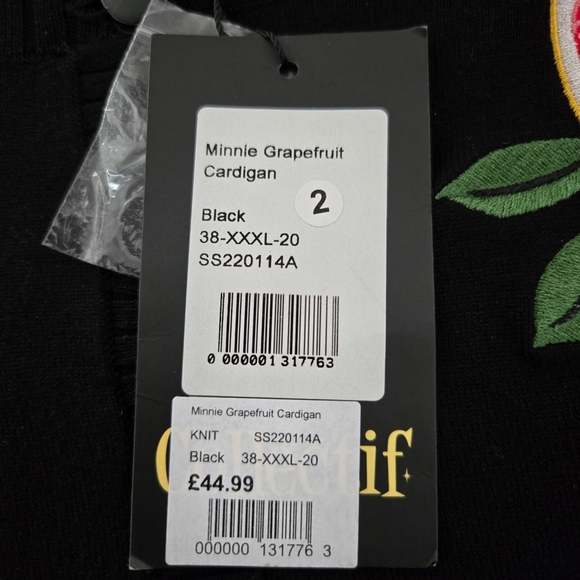 Minnie Grapefruit
Cardigan
2
Black
38-XXXL-20
SS220114A
0 000001 317763
Minnie Grapefruit Cardigan
KNIT SS220114A
Black 38-XXXL-20
£44.99
000000 131776 3